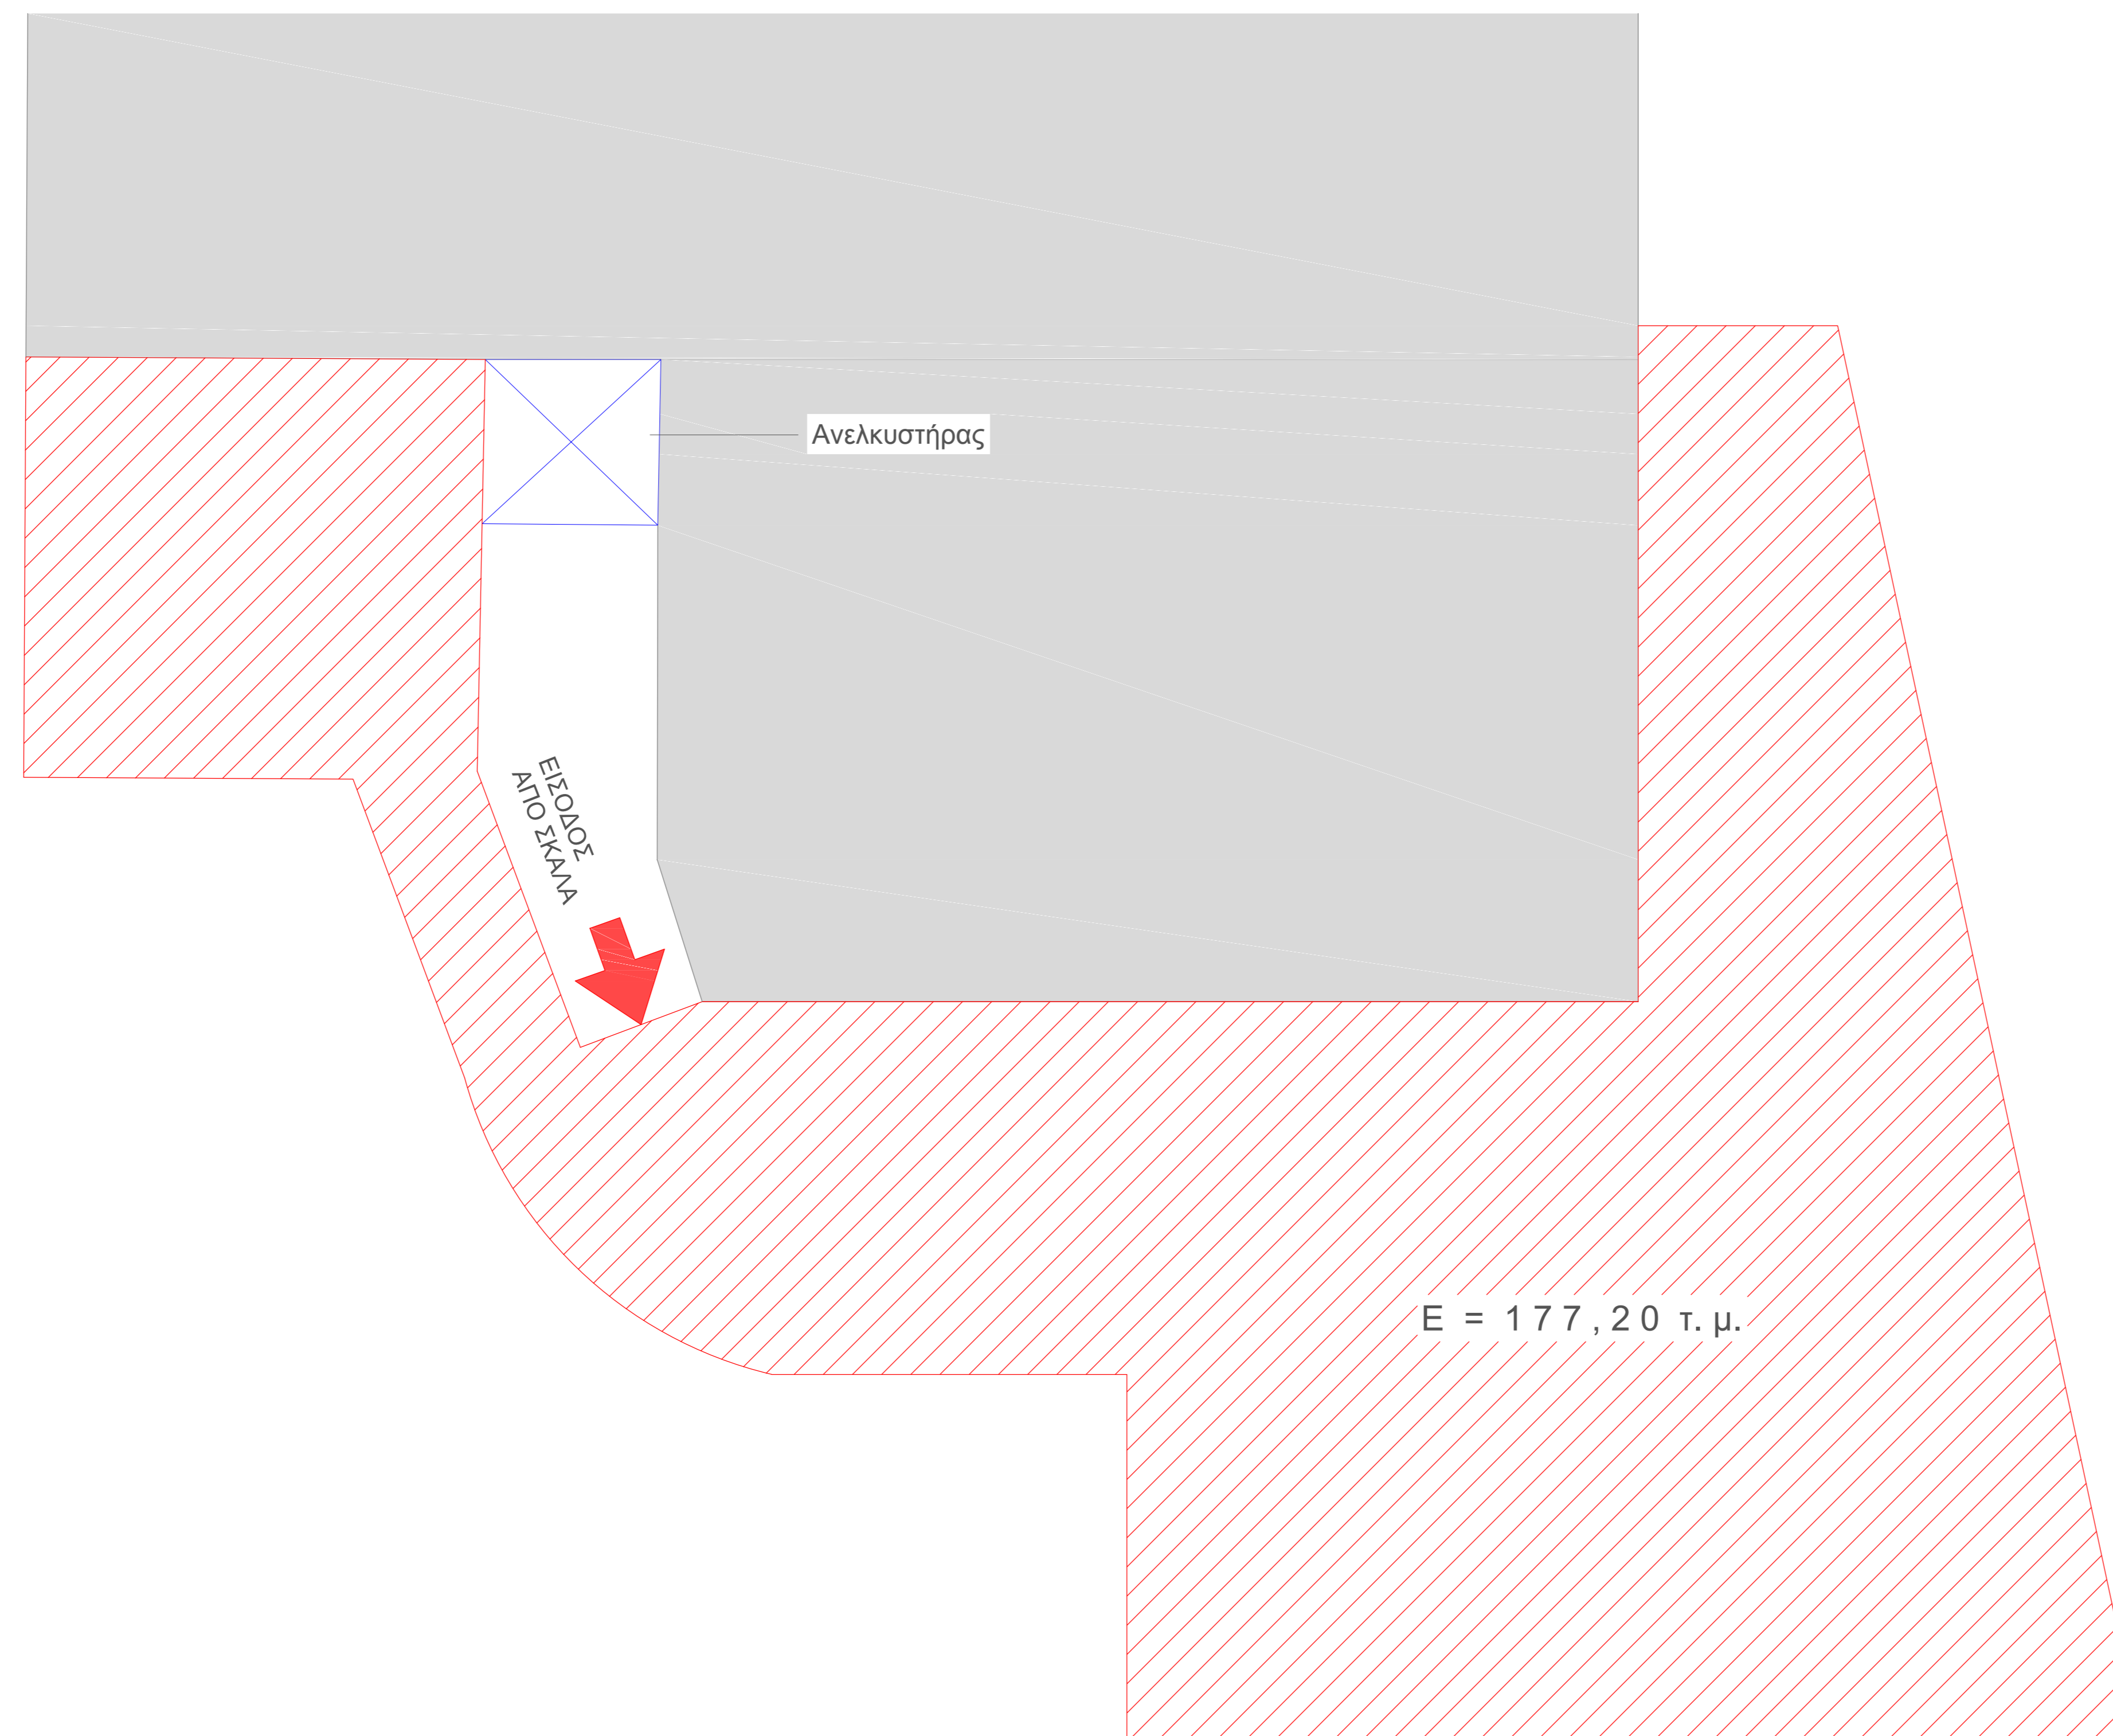 Ανελκυστήρας
ΕΙΣΟΔΟΣ
ΑΠΟ ΣΚΑΛΑ
Ε = 177,20 τ.μ.